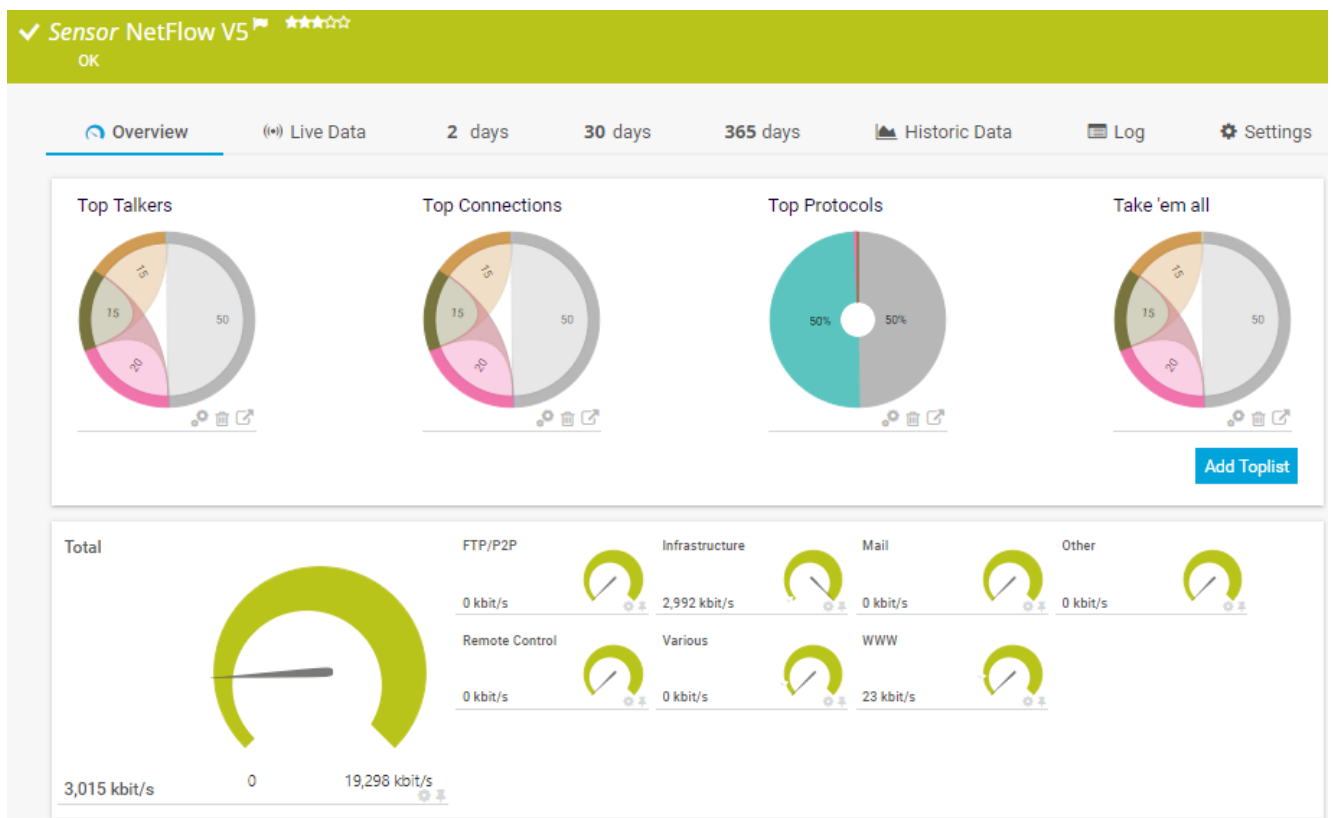 Sensor NetFlow V5
OK
Overview Live Data 2 days 30 days 365 days Historic Data Log Settings
Top Talkers Top Connections Top Protocols Take 'em all
15 15 20 50
15 15 20 50
50% 50%
15 15 20 50
Add Toplist
Total
3,015 kbit/s
0 19,298 kbit/s
FTP/P2P Infrastructure Mail Other
0 kbit/s 2,992 kbit/s 0 kbit/s 0 kbit/s
Remote Control Various WWW
0 kbit/s 0 kbit/s 23 kbit/s